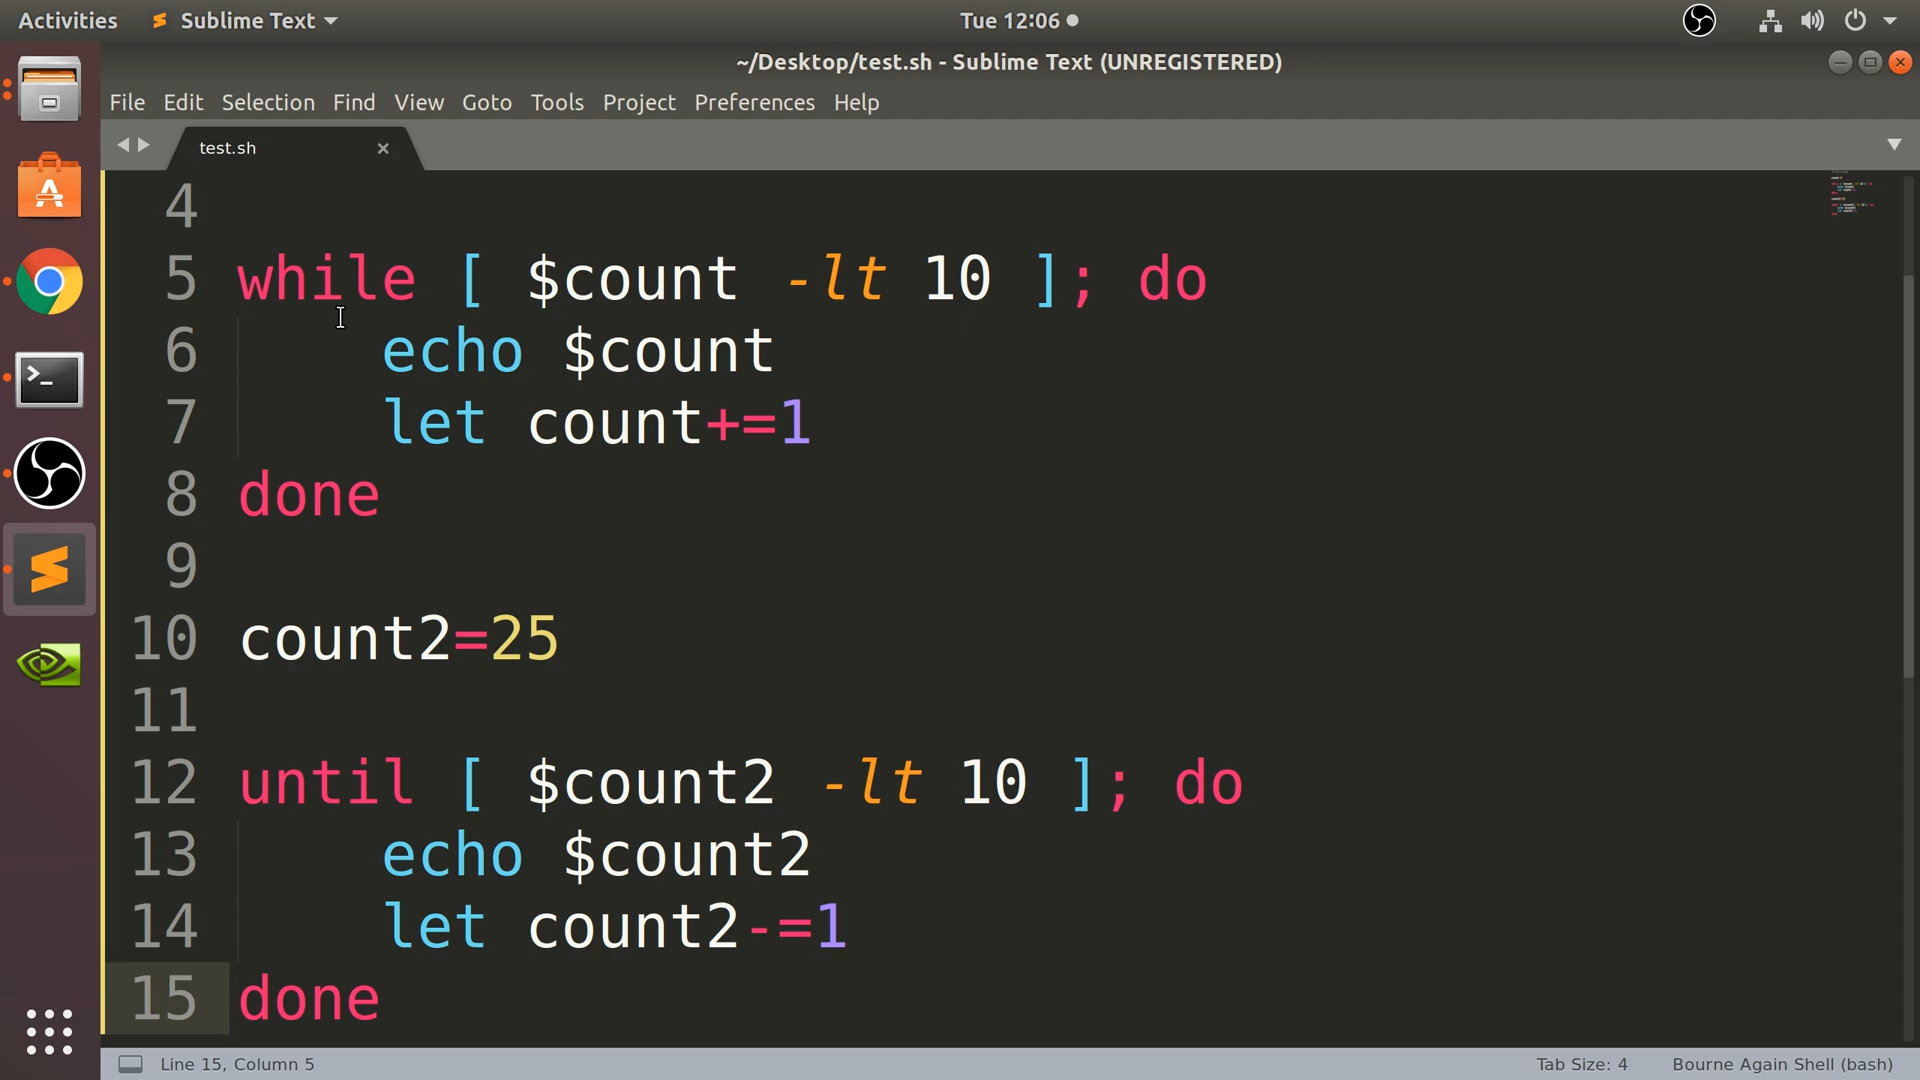 Activities Sublime Text Tue 12:06
~/Desktop/test.sh - Sublime Text (UNREGISTERED)
File Edit Selection Find View Goto Tools Project Preferences Help
test.sh
4
5 while [ $count -lt 10 ]; do
6 echo $count
7 let count+=1
8 done
9
10 count2=25
11
12 until [ $count2 -lt 10 ]; do
13 echo $count2
14 let count2-=1
15 done
Line 15, Column 5 Tab Size: 4 Bourne Again Shell (bash)